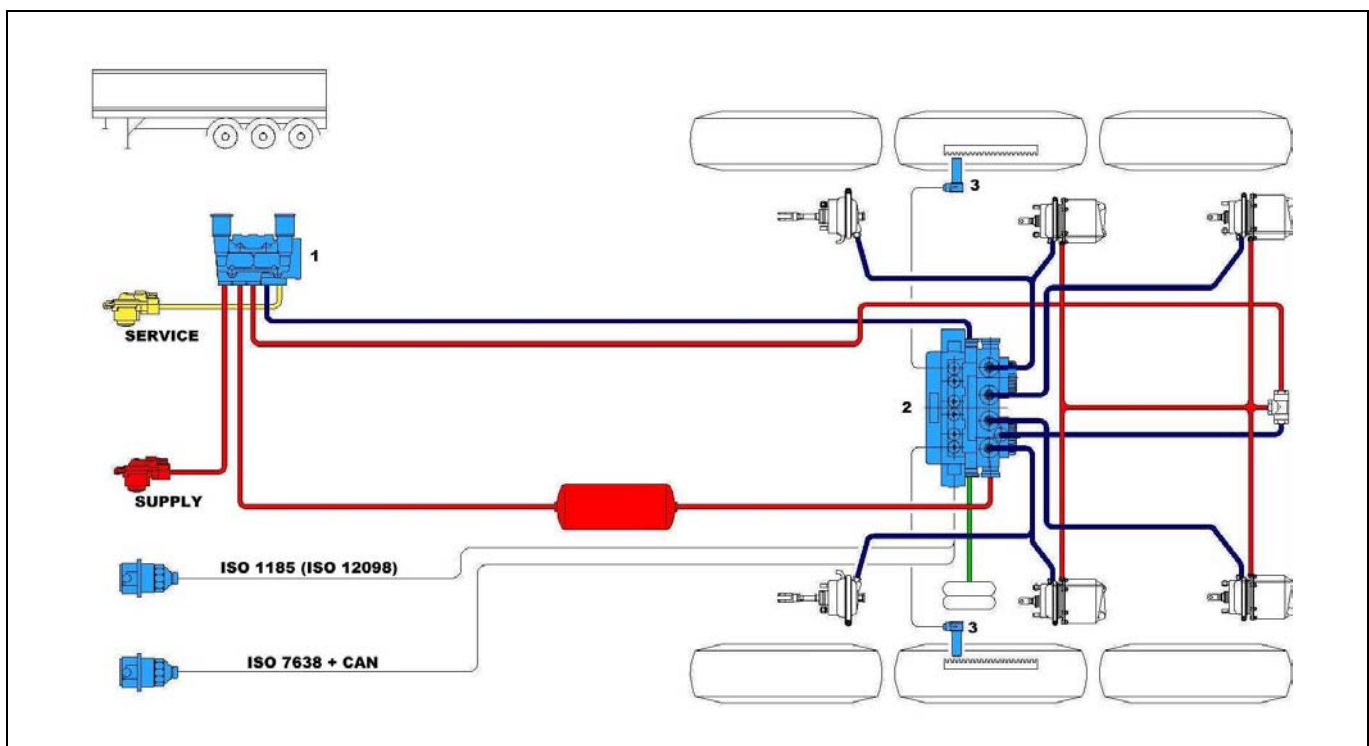 3
1
SERVICE
2
SUPPLY
ISO 1185 (ISO 12098)
3
ISO 7638 + CAN